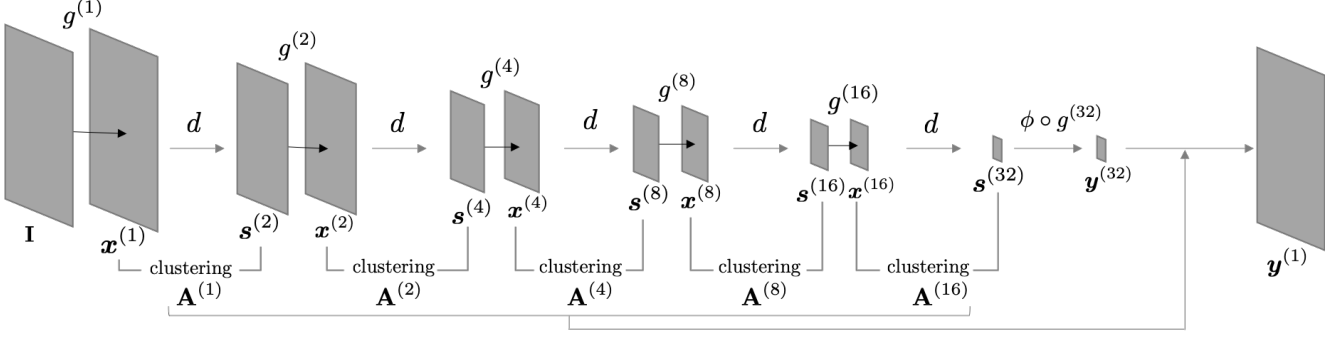 g^(1)
g^(2)
g^(4)
g^(8)
g^(16)
d
d
d
d
d
ϕ ∘ g^(32)
I
x^(1)
s^(2)
x^(2)
s^(4)
x^(4)
s^(8)
x^(8)
s^(16)
x^(16)
s^(32)
y^(32)
y^(1)
clustering
clustering
clustering
clustering
clustering
A^(1)
A^(2)
A^(4)
A^(8)
A^(16)